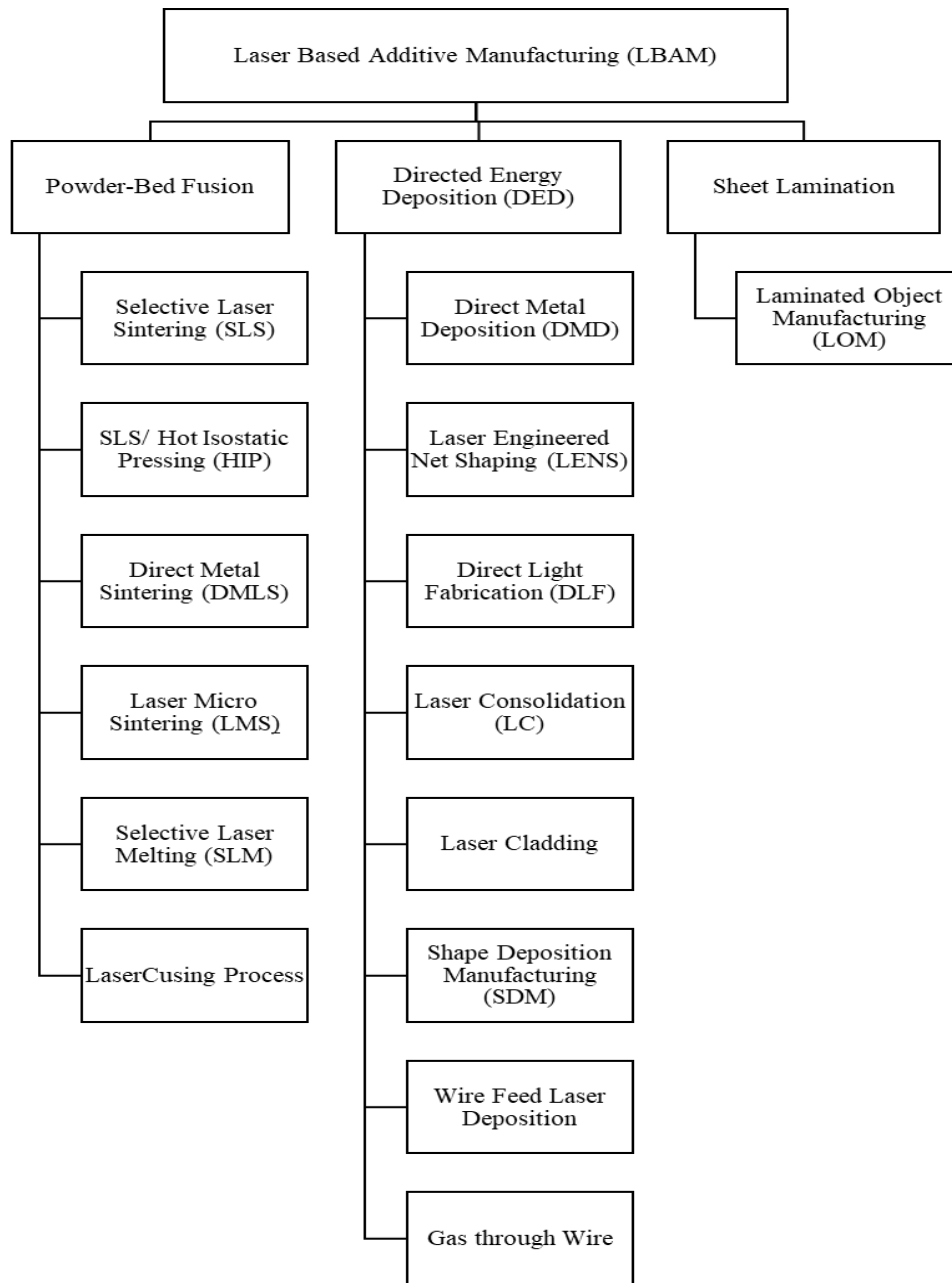 Laser Based Additive Manufacturing (LBAM)
Powder-Bed Fusion
Directed Energy
Deposition (DED)
Sheet Lamination
Selective Laser
Sintering (SLS)
SLS/ Hot Isostatic
Pressing (HIP)
Direct Metal
Sintering (DMLS)
Laser Micro
Sintering (LMS)
Selective Laser
Melting (SLM)
LaserCusing Process
Direct Metal
Deposition (DMD)
Laser Engineered
Net Shaping (LENS)
Direct Light
Fabrication (DLF)
Laser Consolidation
(LC)
Laser Cladding
Shape Deposition
Manufacturing
(SDM)
Wire Feed Laser
Deposition
Gas through Wire
Laminated Object
Manufacturing
(LOM)